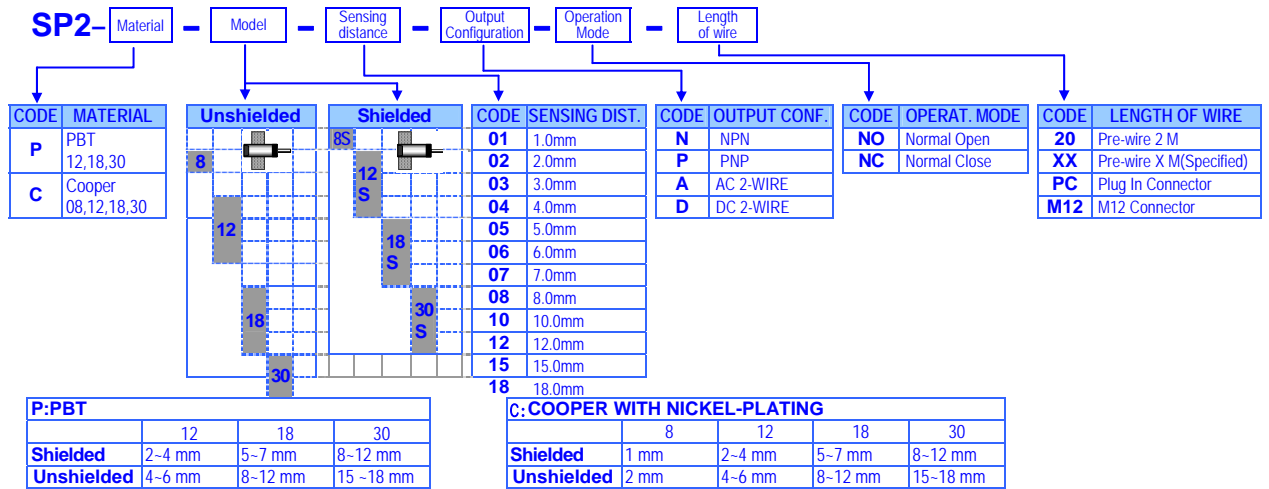 SP2– Material – Model – Sensing distance – Output Configuration – Operation Mode – Length of wire
CODE MATERIAL
P PBT 12,18,30
C Cooper 08,12,18,30
Unshielded
8
12
18
30
Shielded
8S
12 S
18 S
30 S
CODE SENSING DIST.
01 1.0mm
02 2.0mm
03 3.0mm
04 4.0mm
05 5.0mm
06 6.0mm
07 7.0mm
08 8.0mm
10 10.0mm
12 12.0mm
15 15.0mm
18 18.0mm
CODE OUTPUT CONF.
N NPN
P PNP
A AC 2-WIRE
D DC 2-WIRE
CODE OPERAT. MODE
NO Normal Open
NC Normal Close
CODE LENGTH OF WIRE
20 Pre-wire 2 M
XX Pre-wire X M(Specified)
PC Plug In Connector
M12 M12 Connector
P:PBT
12 18 30
Shielded 2~4 mm 5~7 mm 8~12 mm
Unshielded 4~6 mm 8~12 mm 15 ~18 mm
C:COOPER WITH NICKEL-PLATING
8 12 18 30
Shielded 1 mm 2~4 mm 5~7 mm 8~12 mm
Unshielded 2 mm 4~6 mm 8~12 mm 15~18 mm